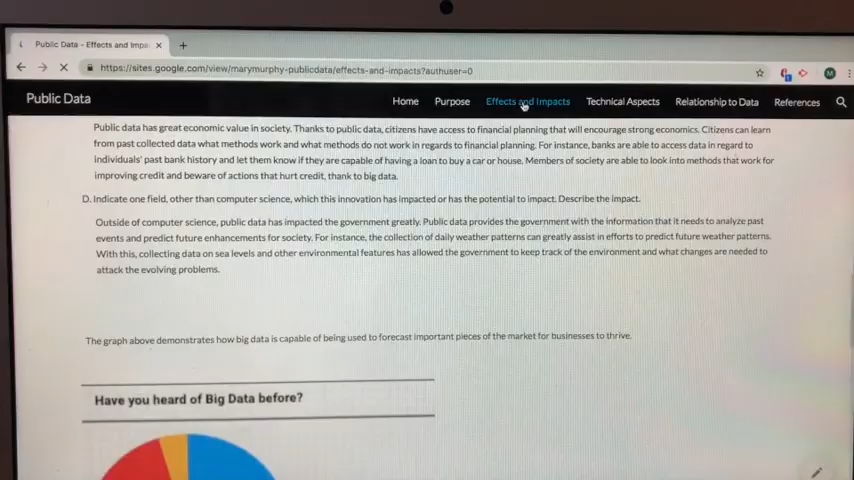 Public Data - Effects and Impa
https://sites.google.com/view/marymurphy-publicdata/effects-and-impacts?authuser=0
M
Public Data
Home Purpose Effects and Impacts Technical Aspects Relationship to Data References
Public data has great economic value in society. Thanks to public data, citizens have access to financial planning that will encourage strong economics. Citizens can learn
from past collected data what methods work and what methods do not work in regards to financial planning. For instance, banks are able to access data in regard to
individuals' past bank history and let them know if they are capable of having a loan to buy a car or house. Members of society are able to look into methods that work for
improving credit and beware of actions that hurt credit, thank to big data.
D. Indicate one field, other than computer science, which this innovation has impacted or has the potential to impact. Describe the impact.
Outside of computer science, public data has impacted the government greatly. Public data provides the government with the information that it needs to analyze past
events and predict future enhancements for society. For instance, the collection of daily weather patterns can greatly assist in efforts to predict future weather patterns.
With this, collecting data on sea levels and other environmental features has allowed the government to keep track of the environment and what changes are needed to
attack the evolving problems.
The graph above demonstrates how big data is capable of being used to forecast important pieces of the market for businesses to thrive.
Have you heard of Big Data before?